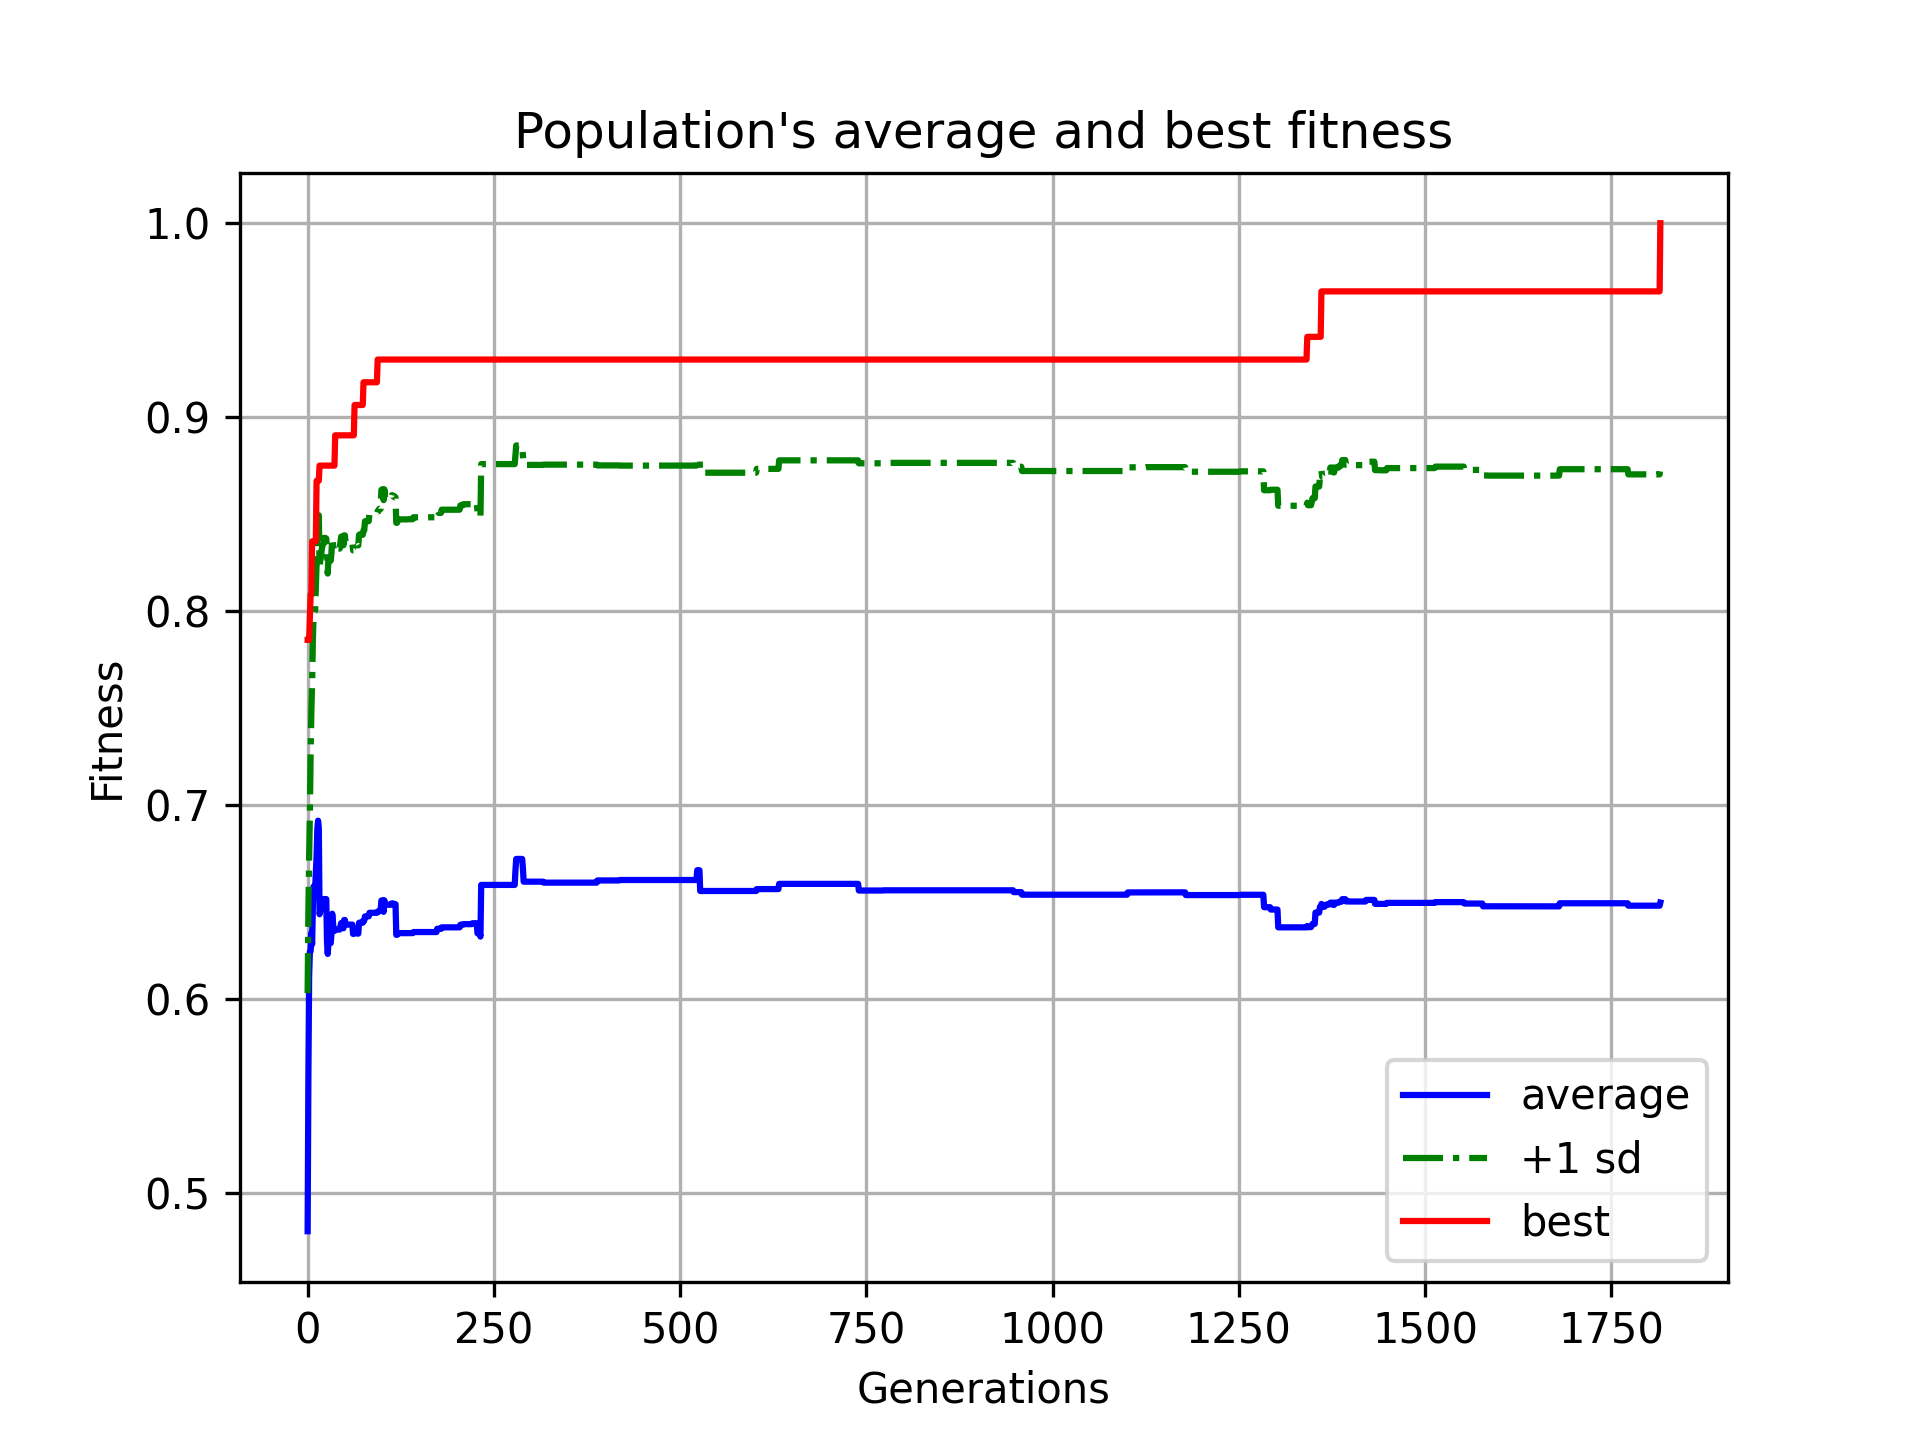 Population's average and best fitness
1.0
0.9
0.8
0.7
0.6
0.5
Fitness
0 250 500 750 1000 1250 1500 1750
Generations
average
+1 sd
best